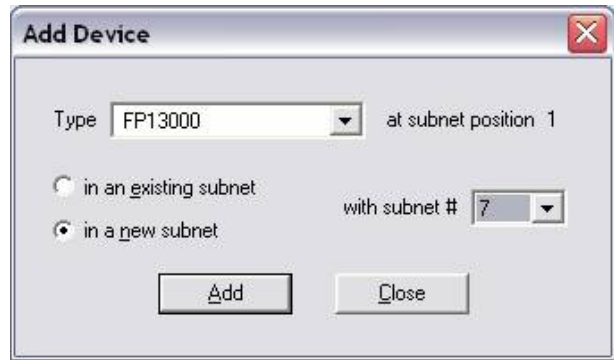 Add Device
Type FP13000 at subnet position 1
in an existing subnet
with subnet # 7
in a new subnet
Add Close